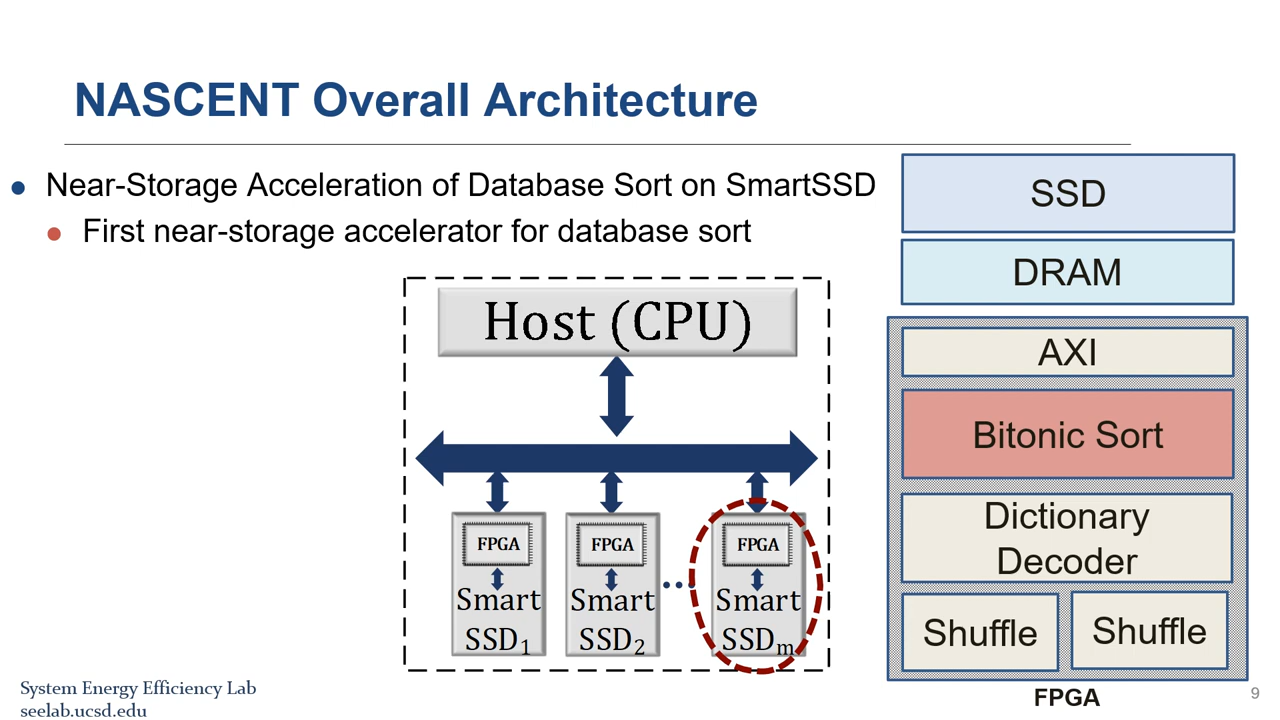 NASCENT Overall Architecture
Near-Storage Acceleration of Database Sort on SmartSSD
First near-storage accelerator for database sort
Host (CPU)
FPGA
Smart
SSD1
FPGA
Smart
SSD2
...
FPGA
Smart
SSDm
SSD
DRAM
AXI
Bitonic Sort
Dictionary
Decoder
Shuffle
Shuffle
FPGA
System Energy Efficiency Lab
seelab.ucsd.edu
9